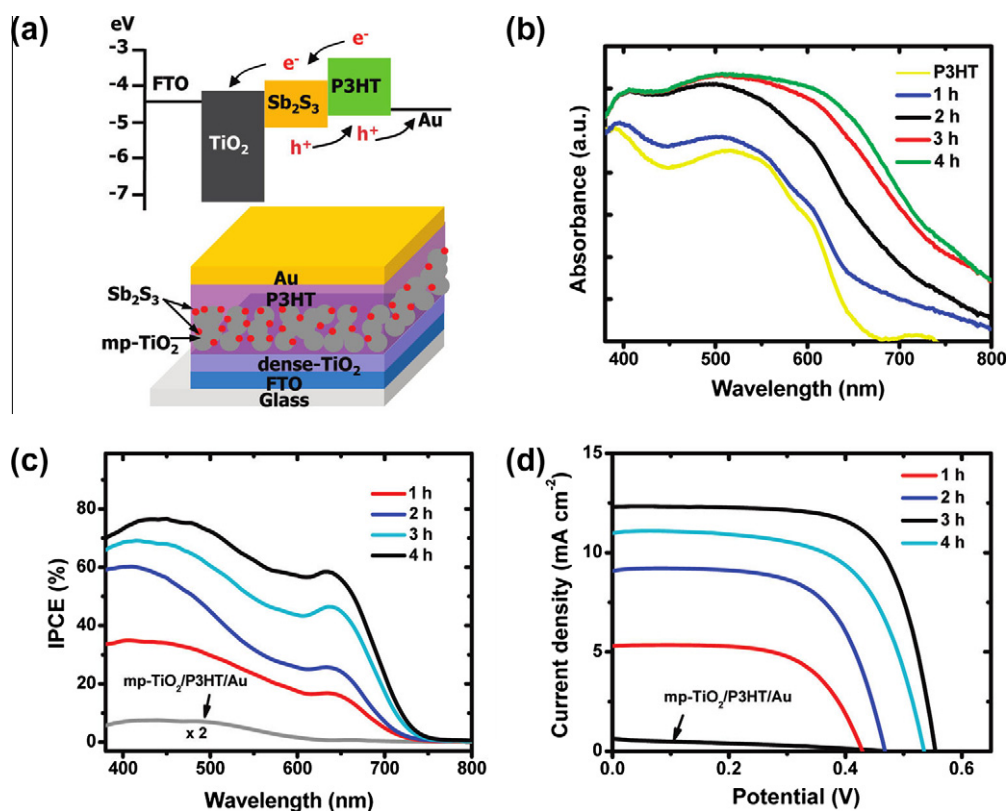 (a)
eV
-3
-4
-5
-6
-7
FTO
TiO₂
Sb₂S₃
P3HT
Au
e⁻
e⁻
h⁺
h⁺
Au
P3HT
Sb₂S₃
mp-TiO₂
dense-TiO₂
FTO
Glass
(b)
Absorbance (a.u.)
P3HT
1 h
2 h
3 h
4 h
400 500 600 700 800
Wavelength (nm)
(c)
IPCE (%)
80
60
40
20
0
1 h
2 h
3 h
4 h
mp-TiO₂/P3HT/Au
x 2
400 500 600 700 800
Wavelength (nm)
(d)
Current density (mA cm⁻²)
15
10
5
0
1 h
2 h
3 h
4 h
mp-TiO₂/P3HT/Au
0.0 0.2 0.4 0.6
Potential (V)